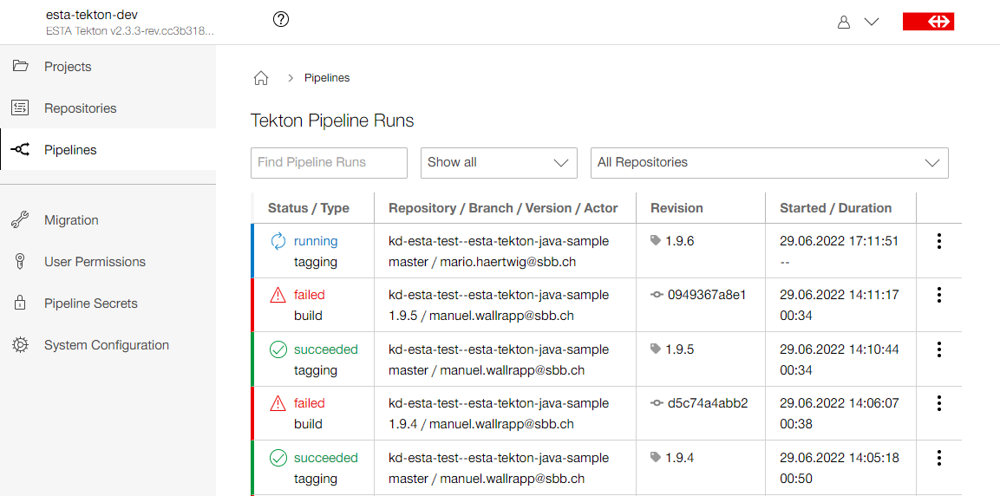 esta-tekton-dev
ESTA Tekton v2.3.3-rev.cc3b318...
Projects
Repositories
Pipelines
Migration
User Permissions
Pipeline Secrets
System Configuration
Pipelines
Tekton Pipeline Runs
Find Pipeline Runs
Show all
All Repositories
Status / Type
Repository / Branch / Version / Actor
Revision
Started / Duration
running
tagging
kd-esta-test--esta-tekton-java-sample
master / mario.haertwig@sbb.ch
1.9.6
29.06.2022 17:11:51
--
failed
build
kd-esta-test--esta-tekton-java-sample
1.9.5 / manuel.wallrapp@sbb.ch
0949367a8e1
29.06.2022 14:11:17
00:34
succeeded
tagging
kd-esta-test--esta-tekton-java-sample
master / manuel.wallrapp@sbb.ch
1.9.5
29.06.2022 14:10:44
00:34
failed
build
kd-esta-test--esta-tekton-java-sample
1.9.4 / manuel.wallrapp@sbb.ch
d5c74a4abb2
29.06.2022 14:06:07
00:38
succeeded
tagging
kd-esta-test--esta-tekton-java-sample
master / manuel.wallrapp@sbb.ch
1.9.4
29.06.2022 14:05:18
00:50